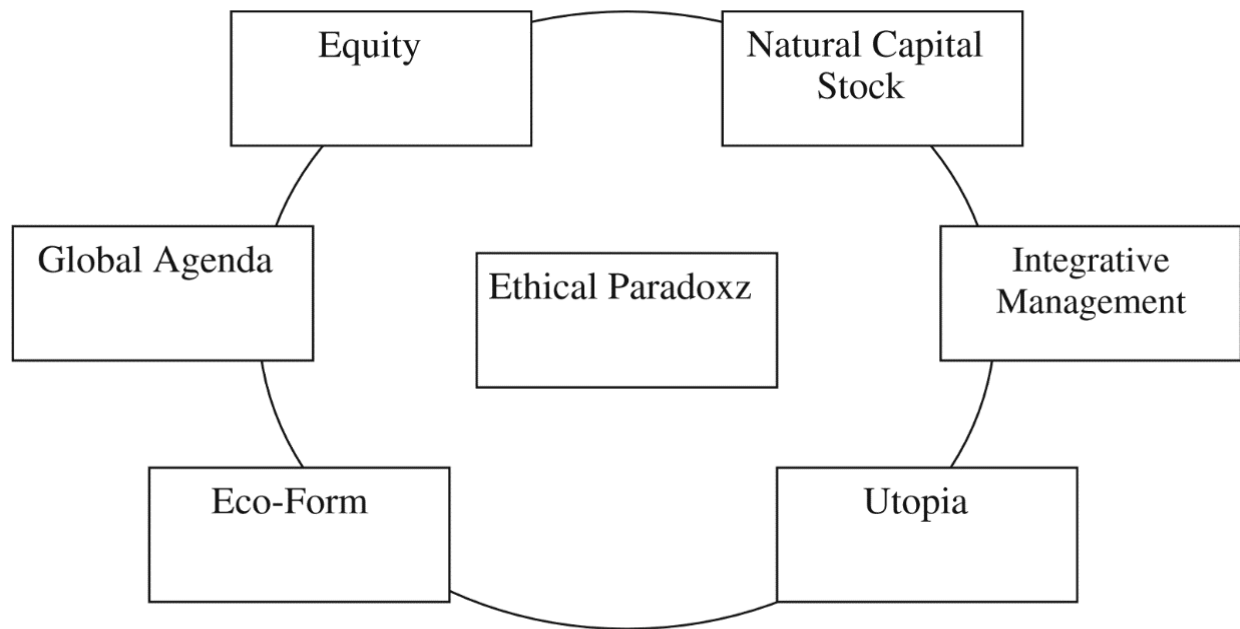 Equity
Natural Capital
Stock
Global Agenda
Ethical Paradoxz
Integrative
Management
Eco-Form
Utopia